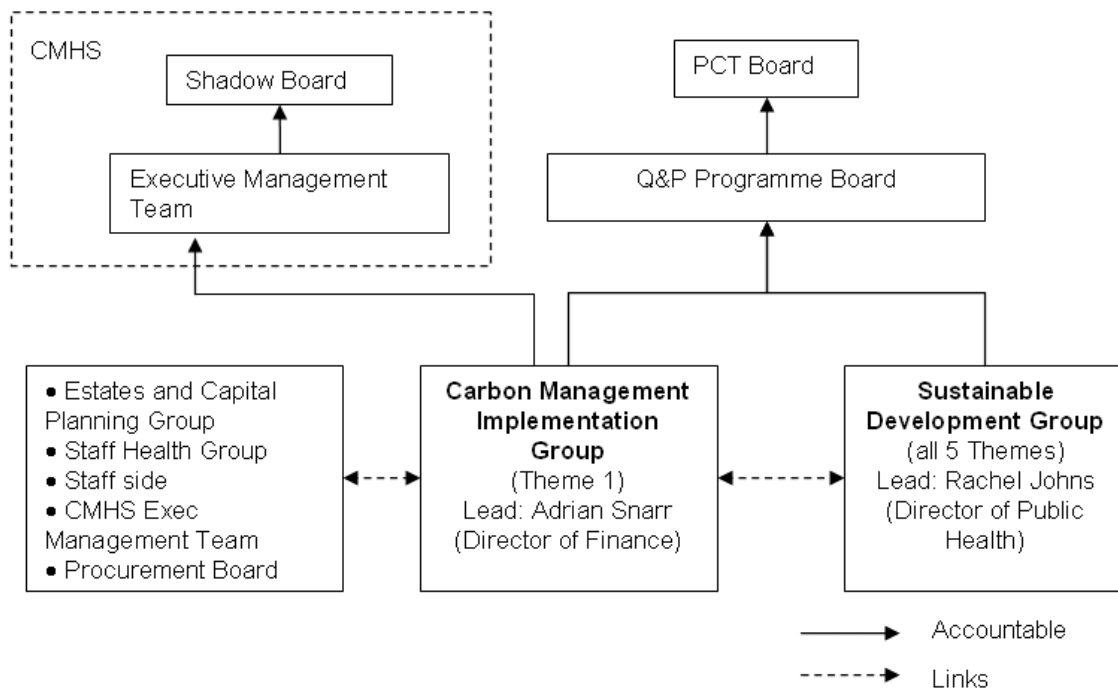 CMHS
Shadow Board
PCT Board
Executive Management
Team
Q&P Programme Board
• Estates and Capital
Planning Group
• Staff Health Group
• Staff side
• CMHS Exec
Management Team
• Procurement Board
Carbon Management
Implementation
Group
(Theme 1)
Lead: Adrian Snarr
(Director of Finance)
Sustainable
Development Group
(all 5 Themes)
Lead: Rachel Johns
(Director of Public
Health)
Accountable
Links